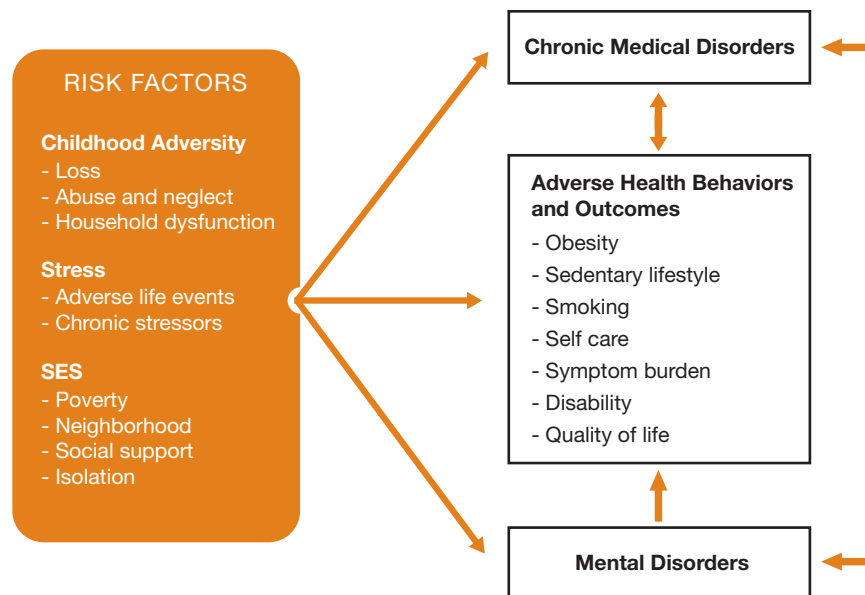 RISK FACTORS
Childhood Adversity
- Loss
- Abuse and neglect
- Household dysfunction
Stress
- Adverse life events
- Chronic stressors
SES
- Poverty
- Neighborhood
- Social support
- Isolation
Chronic Medical Disorders
Adverse Health Behaviors
and Outcomes
- Obesity
- Sedentary lifestyle
- Smoking
- Self care
- Symptom burden
- Disability
- Quality of life
Mental Disorders